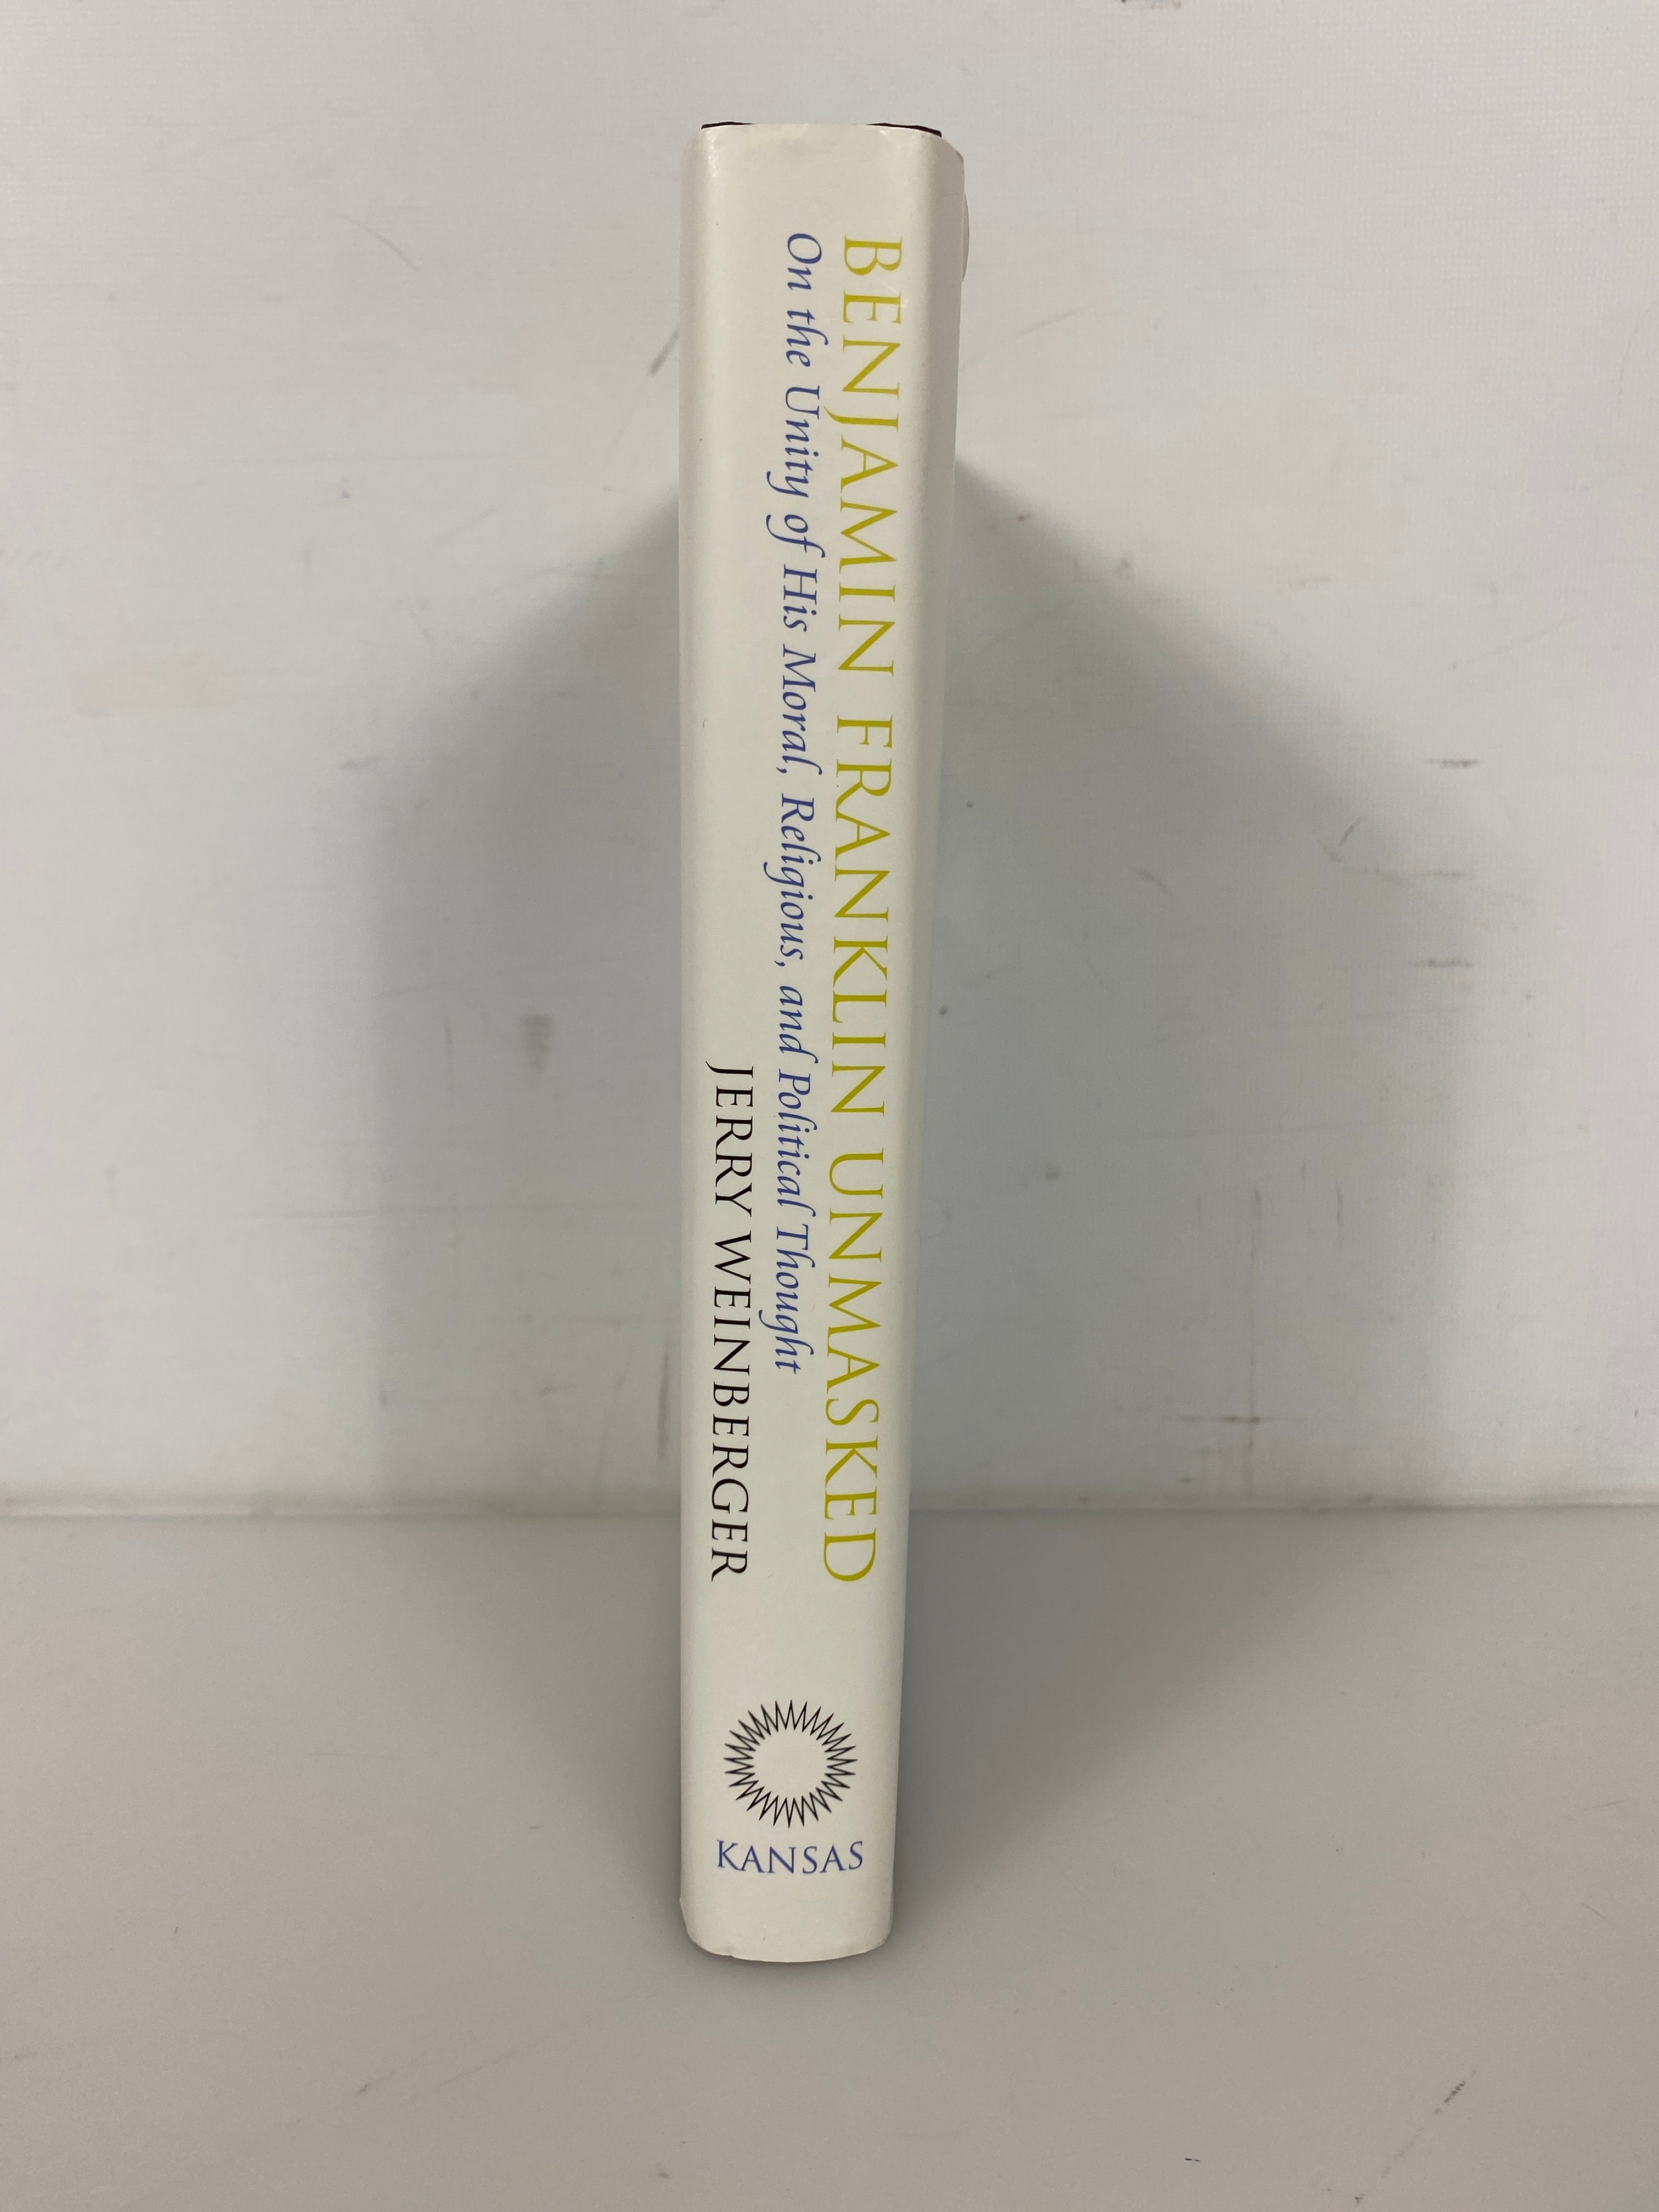 BENJAMIN FRANKLIN UNMASKED
On the Unity of His Moral, Religious, and Political Thought
JERRY WEINBERGER
KANSAS